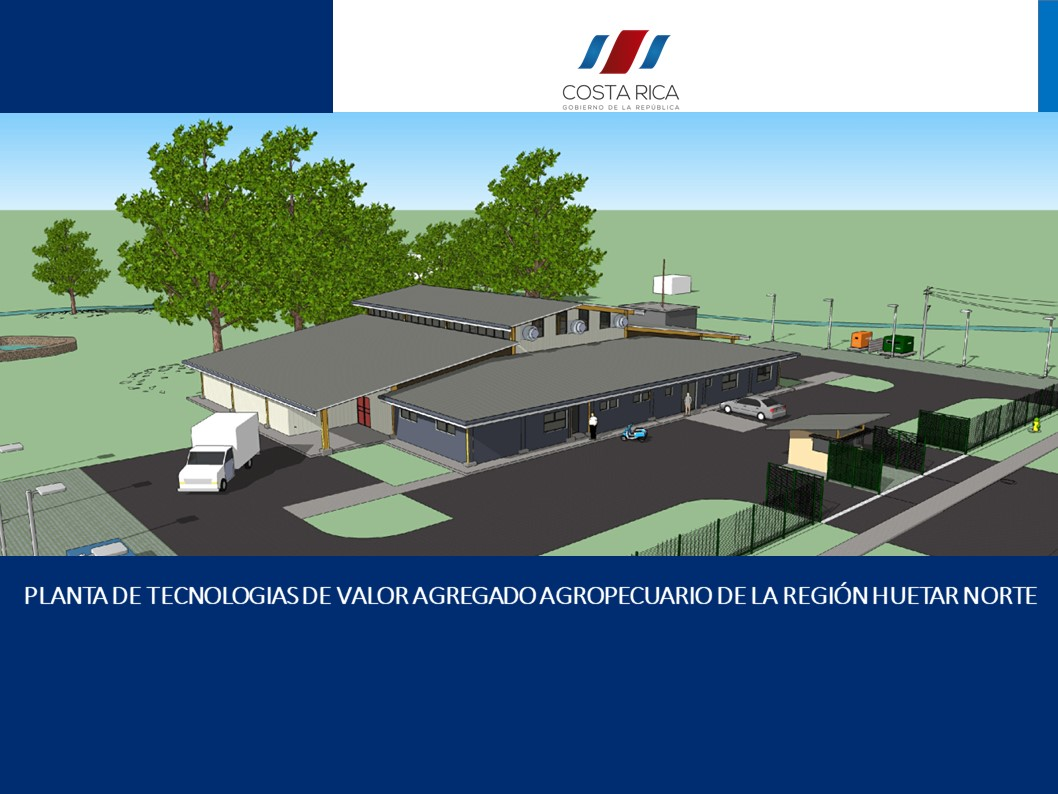 COSTA RICA
GOBIERNO DE LA REPÚBLICA
PLANTA DE TECNOLOGIAS DE VALOR AGREGADO AGROPECUARIO DE LA REGIÓN HUETAR NORTE